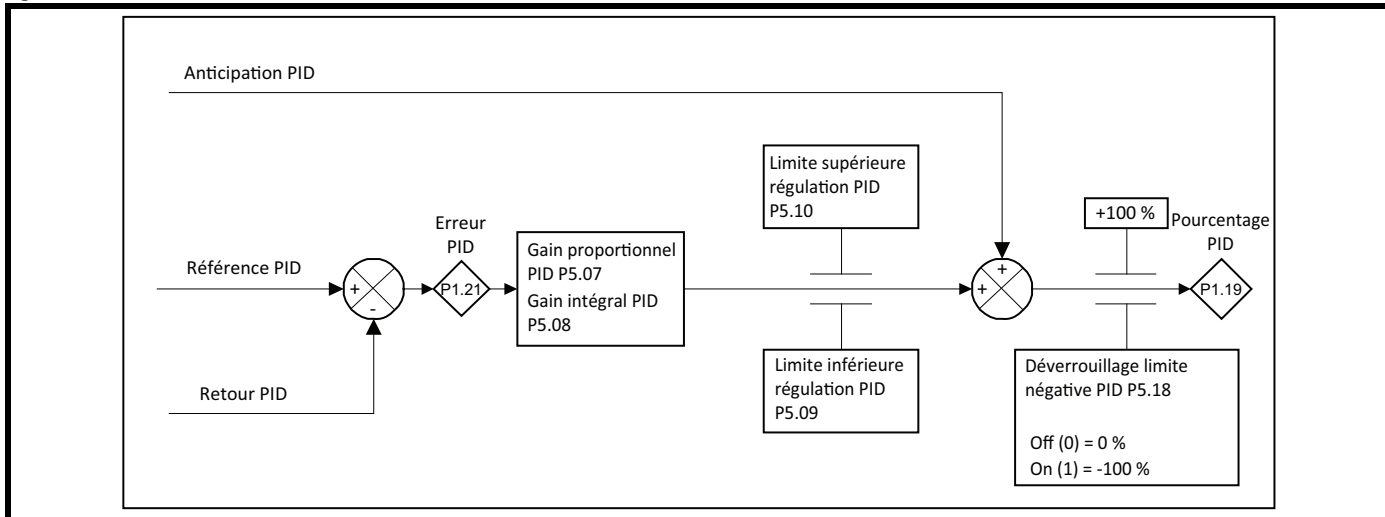 Anticipation PID
Limite supérieure
régulation PID
P5.10
+100 %
Pourcentage
PID
Erreur
PID
Gain proportionnel
PID P5.07
Gain intégral PID
P5.08
Référence PID
+
-
P1.21
+
+
P1.19
Retour PID
Limite inférieure
régulation PID
P5.09
Déverrouillage limite
négative PID P5.18
Off (0) = 0 %
On (1) = -100 %